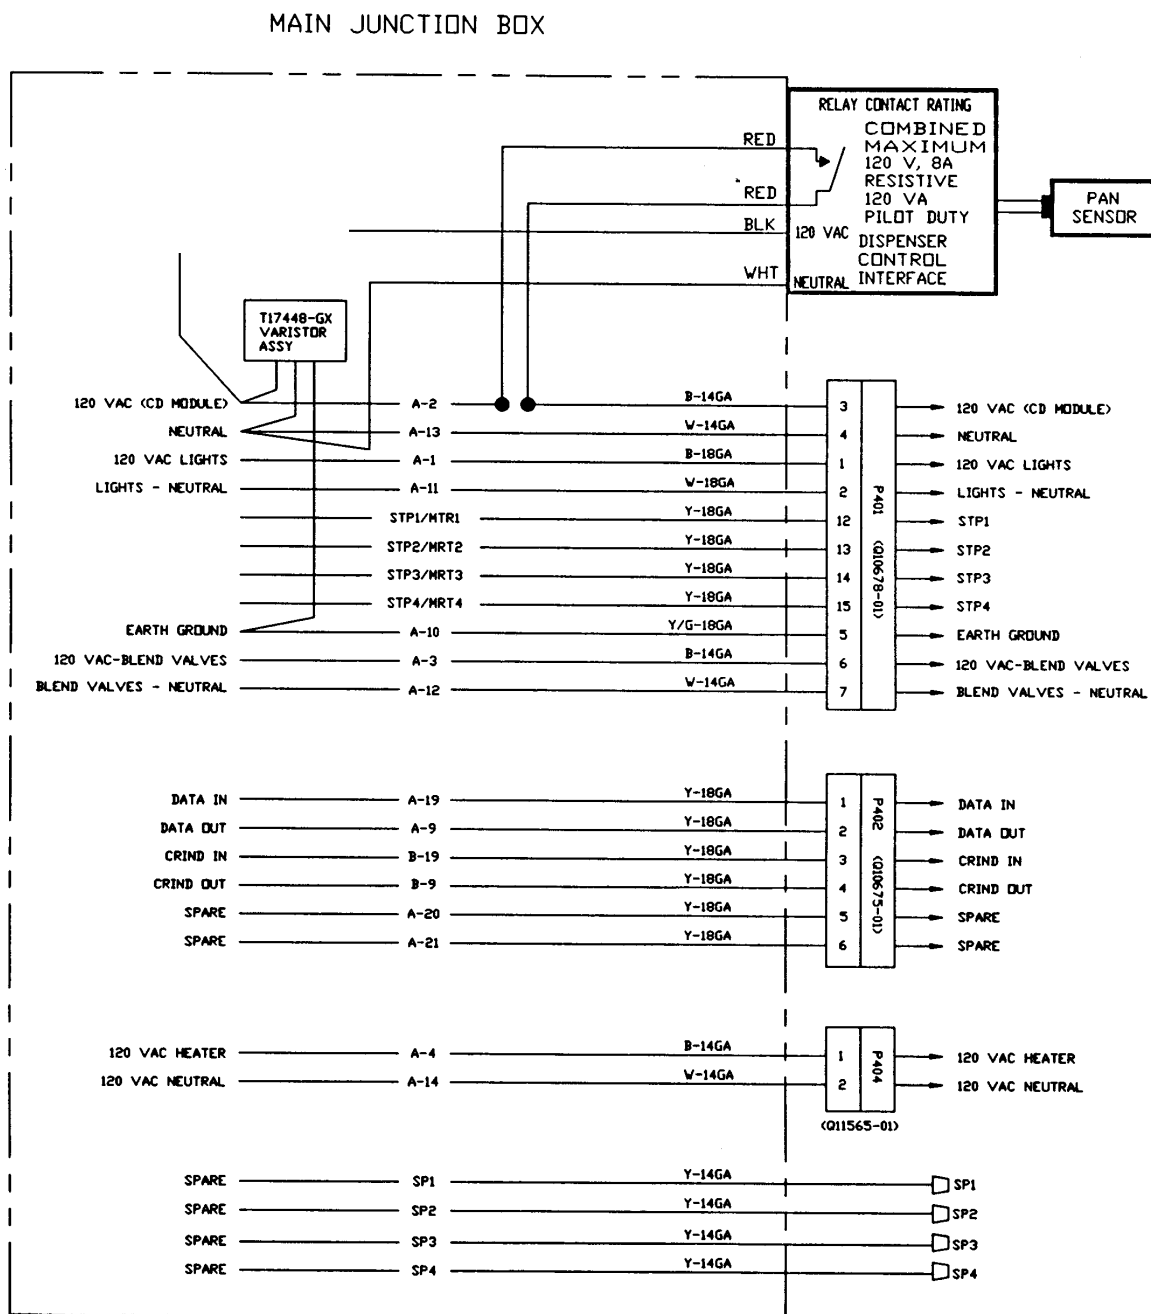 MAIN JUNCTION BOX
RELAY CONTACT RATING
COMBINED
MAXIMUM
120 V, 8A
RESISTIVE
120 VA
PILOT DUTY
DISPENSER
CONTROL
INTERFACE
RED
RED
BLK
120 VAC
WHT
NEUTRAL
PAN
SENSOR
T17448-GX
VARISTOR
ASSY
120 VAC (CD MODULE) A-2 B-14GA 3 120 VAC (CD MODULE)
NEUTRAL A-13 W-14GA 4 NEUTRAL
120 VAC LIGHTS A-1 B-18GA 1 120 VAC LIGHTS
LIGHTS - NEUTRAL A-11 W-18GA 2 LIGHTS - NEUTRAL
STP1/MTR1 Y-18GA 12 STP1
STP2/MRT2 Y-18GA 13 STP2
STP3/MRT3 Y-18GA 14 STP3
STP4/MRT4 Y-18GA 15 STP4
EARTH GROUND A-10 Y/G-18GA 5 EARTH GROUND
120 VAC-BLEND VALVES A-3 B-14GA 6 120 VAC-BLEND VALVES
BLEND VALVES - NEUTRAL A-12 W-14GA 7 BLEND VALVES - NEUTRAL
P401 (Q10678-01)
DATA IN A-19 Y-18GA 1 DATA IN
DATA OUT A-9 Y-18GA 2 DATA OUT
CRIND IN B-19 Y-18GA 3 CRIND IN
CRIND OUT B-9 Y-18GA 4 CRIND OUT
SPARE A-20 Y-18GA 5 SPARE
SPARE A-21 Y-18GA 6 SPARE
P402 (Q10675-01)
120 VAC HEATER A-4 B-14GA 1 120 VAC HEATER
120 VAC NEUTRAL A-14 W-14GA 2 120 VAC NEUTRAL
P404
(Q11565-01)
SPARE SP1 Y-14GA SP1
SPARE SP2 Y-14GA SP2
SPARE SP3 Y-14GA SP3
SPARE SP4 Y-14GA SP4